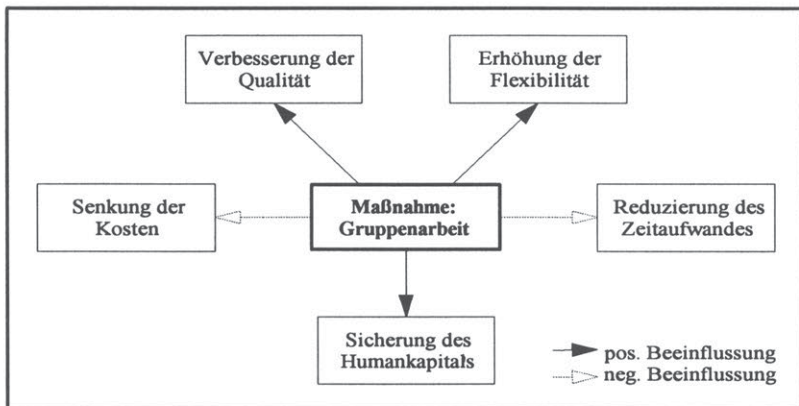 Verbesserung der
Qualität
Erhöhung der
Flexibilität
Senkung der
Kosten
Maßnahme:
Gruppenarbeit
Reduzierung des
Zeitaufwandes
Sicherung des
Humankapitals
pos. Beeinflussung
neg. Beeinflussung